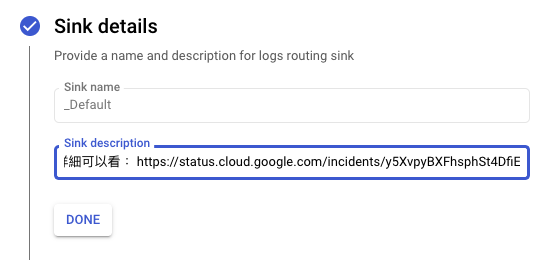 Sink details
Provide a name and description for logs routing sink
Sink name
_Default
Sink description
細可以看： https://status.cloud.google.com/incidents/y5XvpyBXFhsphSt4DfiE
DONE